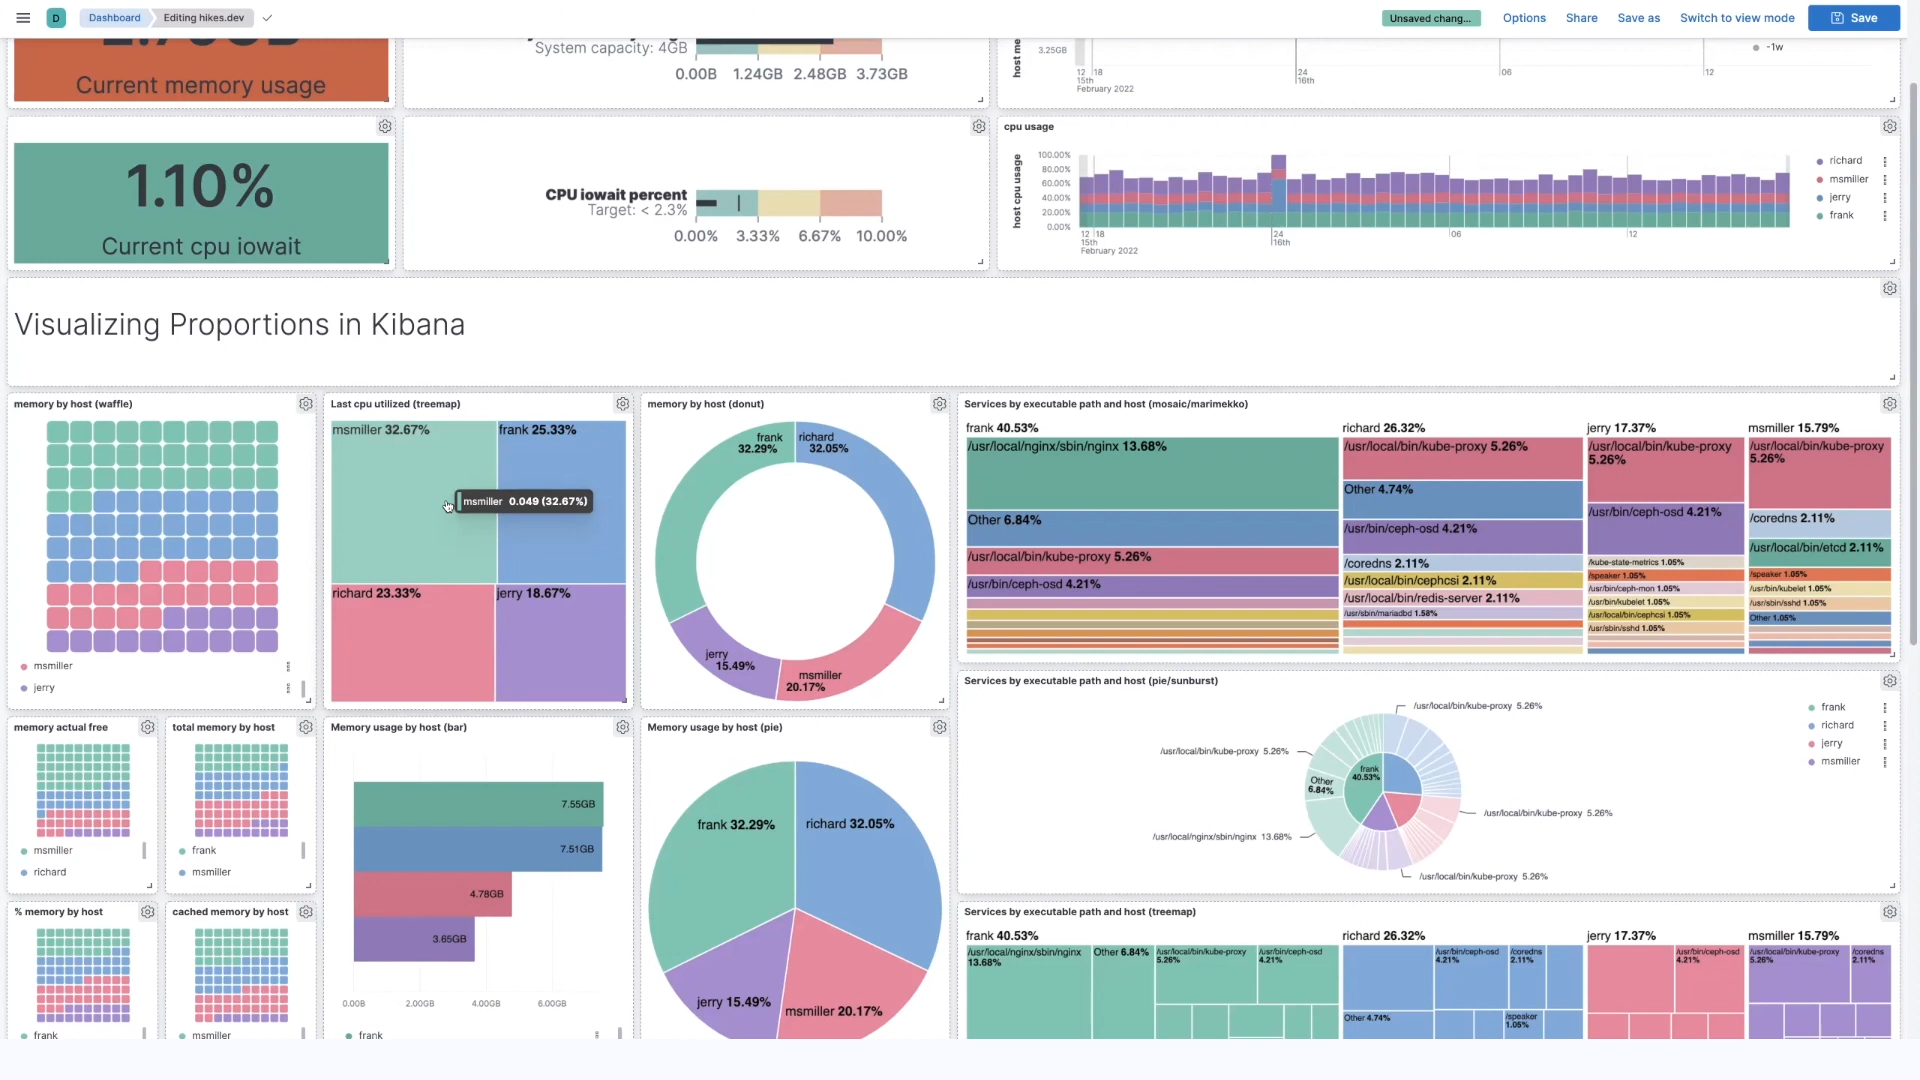 D
Dashboard
Editing hikes.dev
Unsaved chang...
Options
Share
Save as
Switch to view mode
Save
Current memory usage
System capacity: 4GB
0.00B 1.24GB 2.48GB 3.73GB
host me
3.25GB
12 18 24 06 12
15th 16th
February 2022
-1w
1.10%
Current cpu iowait
CPU iowait percent
Target: < 2.3%
0.00% 3.33% 6.67% 10.00%
cpu usage
host cpu usage
100.00%
80.00%
60.00%
40.00%
20.00%
0.00%
12 18 24 06 12
15th 16th
February 2022
richard
msmiller
jerry
frank
Visualizing Proportions in Kibana
memory by host (waffle)
msmiller
jerry
Last cpu utilized (treemap)
msmiller 32.67%
frank 25.33%
msmiller 0.049 (32.67%)
richard 23.33%
jerry 18.67%
memory by host (donut)
frank
32.29%
richard
32.05%
jerry
15.49%
msmiller
20.17%
Services by executable path and host (mosaic/marimekko)
frank 40.53%
/usr/local/nginx/sbin/nginx 13.68%
Other 6.84%
/usr/local/bin/kube-proxy 5.26%
/usr/bin/ceph-osd 4.21%
richard 26.32%
/usr/local/bin/kube-proxy 5.26%
Other 4.74%
/usr/bin/ceph-osd 4.21%
/coredns 2.11%
/usr/local/bin/cephcsi 2.11%
/usr/local/bin/redis-server 2.11%
/usr/sbin/mariadbd 1.58%
jerry 17.37%
/usr/local/bin/kube-proxy
5.26%
/usr/bin/ceph-osd 4.21%
/kube-state-metrics 1.05%
/speaker 1.05%
/usr/bin/ceph-mon 1.05%
/usr/bin/kubelet 1.05%
/usr/local/bin/cephcsi 1.05%
/usr/sbin/sshd 1.05%
msmiller 15.79%
/usr/local/bin/kube-proxy
5.26%
/coredns 2.11%
/usr/local/bin/etcd 2.11%
/speaker 1.05%
/usr/bin/kubelet 1.05%
/usr/sbin/sshd 1.05%
Other 1.05%
memory actual free
msmiller
richard
total memory by host
frank
msmiller
% memory by host
frank
cached memory by host
msmiller
Memory usage by host (bar)
7.55GB
7.51GB
4.78GB
3.65GB
0.00B 2.00GB 4.00GB 6.00GB
frank
Memory usage by host (pie)
frank 32.29%
richard 32.05%
jerry 15.49%
msmiller 20.17%
Services by executable path and host (pie/sunburst)
/usr/local/bin/kube-proxy 5.26%
/usr/local/bin/kube-proxy 5.26%
frank
40.53%
Other
6.84%
/usr/local/bin/kube-proxy 5.26%
/usr/local/nginx/sbin/nginx 13.68%
/usr/local/bin/kube-proxy 5.26%
frank
richard
jerry
msmiller
Services by executable path and host (treemap)
frank 40.53%
/usr/local/nginx/sbin/nginx
13.68%
Other 6.84%
/usr/local/bin/kube-proxy
5.26%
/usr/bin/ceph-osd
4.21%
richard 26.32%
/usr/bin/ceph-osd
4.21%
/coredns
2.11%
Other 4.74%
/speaker
1.05%
jerry 17.37%
/usr/bin/ceph-osd
4.21%
msmiller 15.79%
/usr/local/bin/kube-proxy
5.26%
/coredns
2.11%